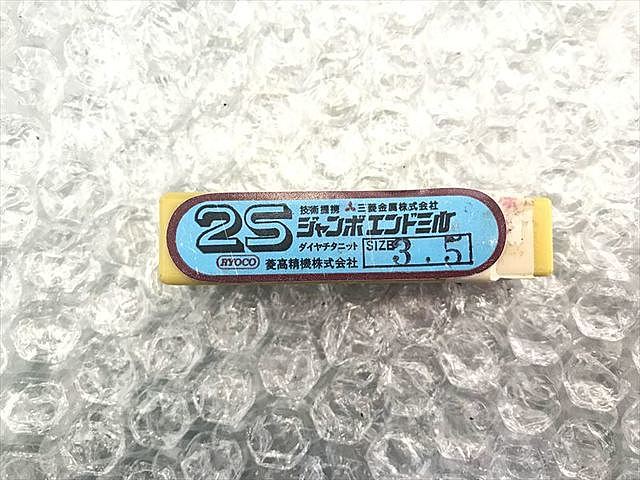 2S
技術提携 三菱金属株式会社
ジャンボエンドミル
ダイヤチタニット SIZE 3.5
RYOCO 菱高精機株式会社